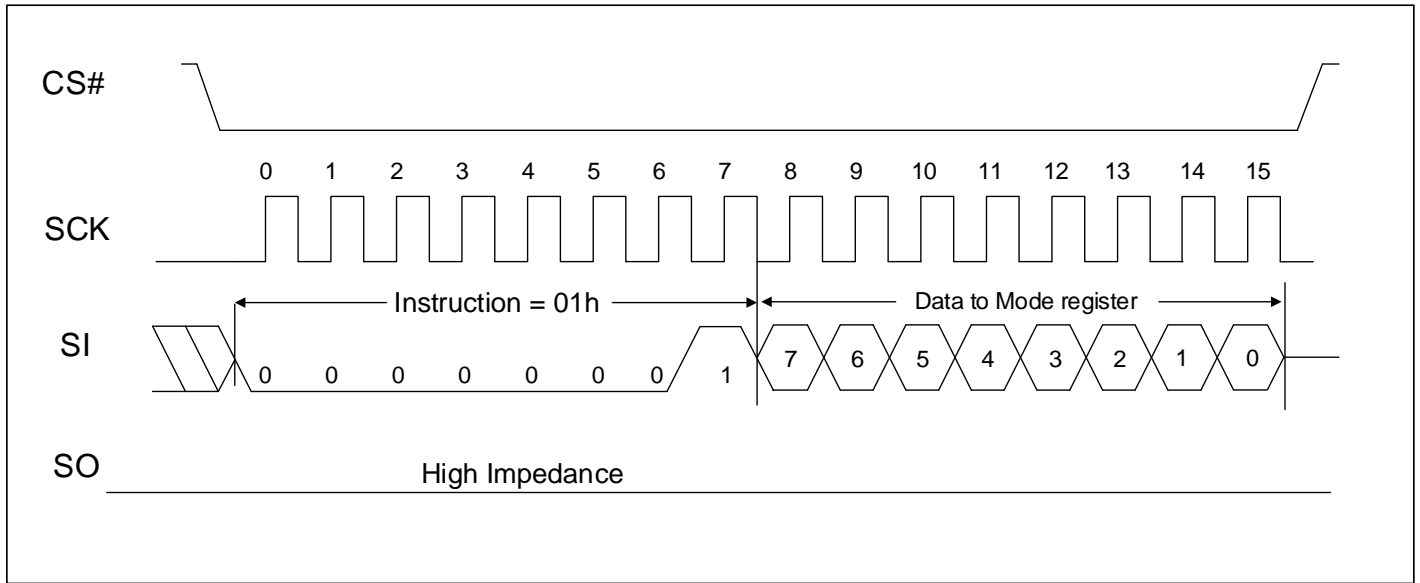 CS#
0 1 2 3 4 5 6 7 8 9 10 11 12 13 14 15
SCK
Instruction = 01h Data to Mode register
SI
0 0 0 0 0 0 0 1 7 6 5 4 3 2 1 0
SO
High Impedance